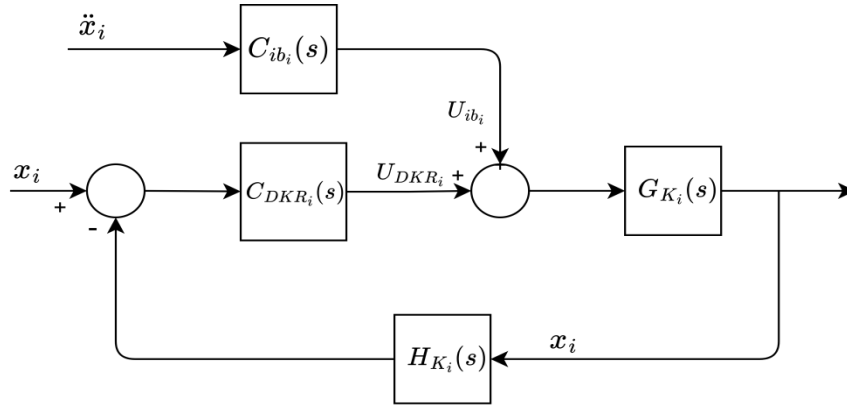 ẍ_i
C_{ib_i}(s)
U_{ib_i}
+
x_i
+
-
C_{DKR_i}(s)
U_{DKR_i}
+
G_{K_i}(s)
H_{K_i}(s)
x_i